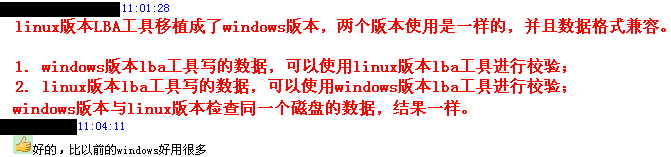 11:01:28
linux版本LBA工具移植成了windows版本，两个版本使用是一样的，并且数据格式兼容。
1. windows版本lba工具写的数据，可以使用linux版本lba工具进行校验；
2. linux版本lba工具写的数据，可以使用windows版本lba工具进行校验；
windows版本与linux版本检查同一个磁盘的数据，结果一样。
11:04:11
好的，比以前的windows好用很多